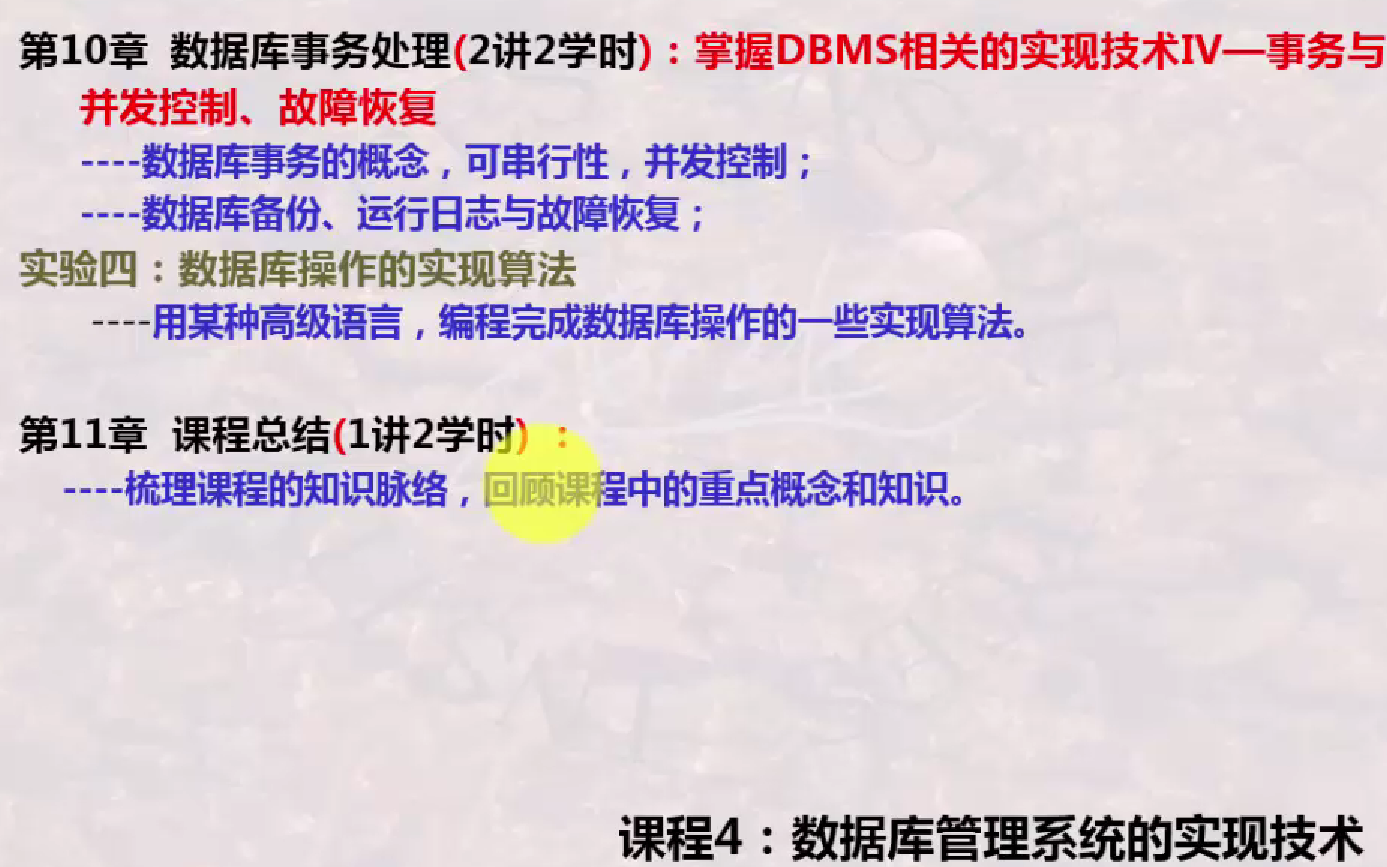 第10章 数据库事务处理(2讲2学时)：掌握DBMS相关的实现技术IV—事务与
并发控制、故障恢复
----数据库事务的概念，可串行性，并发控制；
----数据库备份、运行日志与故障恢复；
实验四：数据库操作的实现算法
----用某种高级语言，编程完成数据库操作的一些实现算法。
第11章 课程总结(1讲2学时)：
----梳理课程的知识脉络，回顾课程中的重点概念和知识。
课程4：数据库管理系统的实现技术